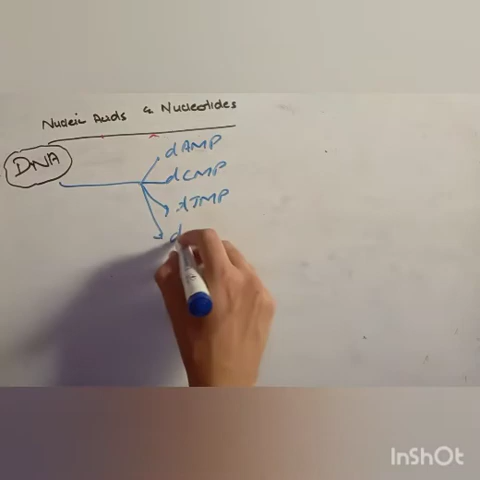 Nucleic Acids & Nucleotides
DNA
dAMP
dCMP
dTMP
d
InShOt